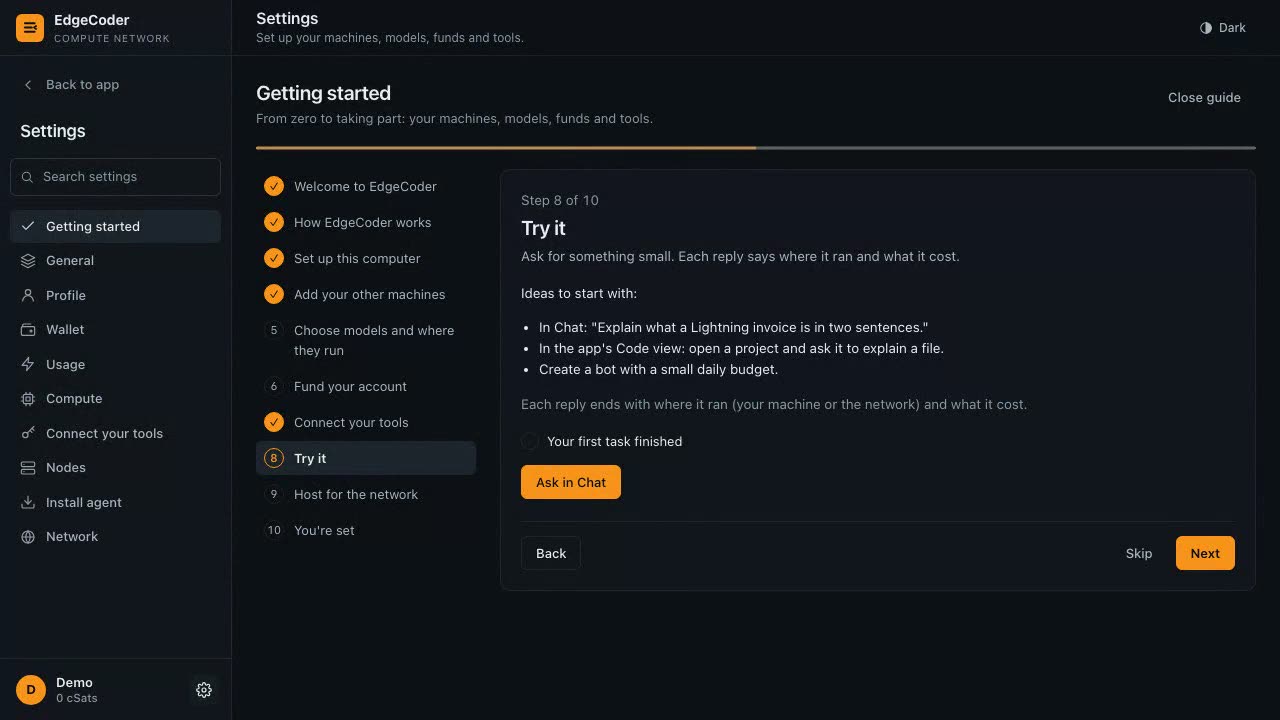 EdgeCoder
COMPUTE NETWORK
Settings
Set up your machines, models, funds and tools.
Dark
Back to app
Settings
Search settings
Getting started
General
Profile
Wallet
Usage
Compute
Connect your tools
Nodes
Install agent
Network
Demo
0 cSats
D
Getting started
From zero to taking part: your machines, models, funds and tools.
Close guide
Welcome to EdgeCoder
How EdgeCoder works
Set up this computer
Add your other machines
5 Choose models and where
they run
6 Fund your account
Connect your tools
8 Try it
9 Host for the network
10 You're set
Step 8 of 10
Try it
Ask for something small. Each reply says where it ran and what it cost.
Ideas to start with:
• In Chat: "Explain what a Lightning invoice is in two sentences."
• In the app's Code view: open a project and ask it to explain a file.
• Create a bot with a small daily budget.
Each reply ends with where it ran (your machine or the network) and what it cost.
Your first task finished
Ask in Chat
Back
Skip
Next